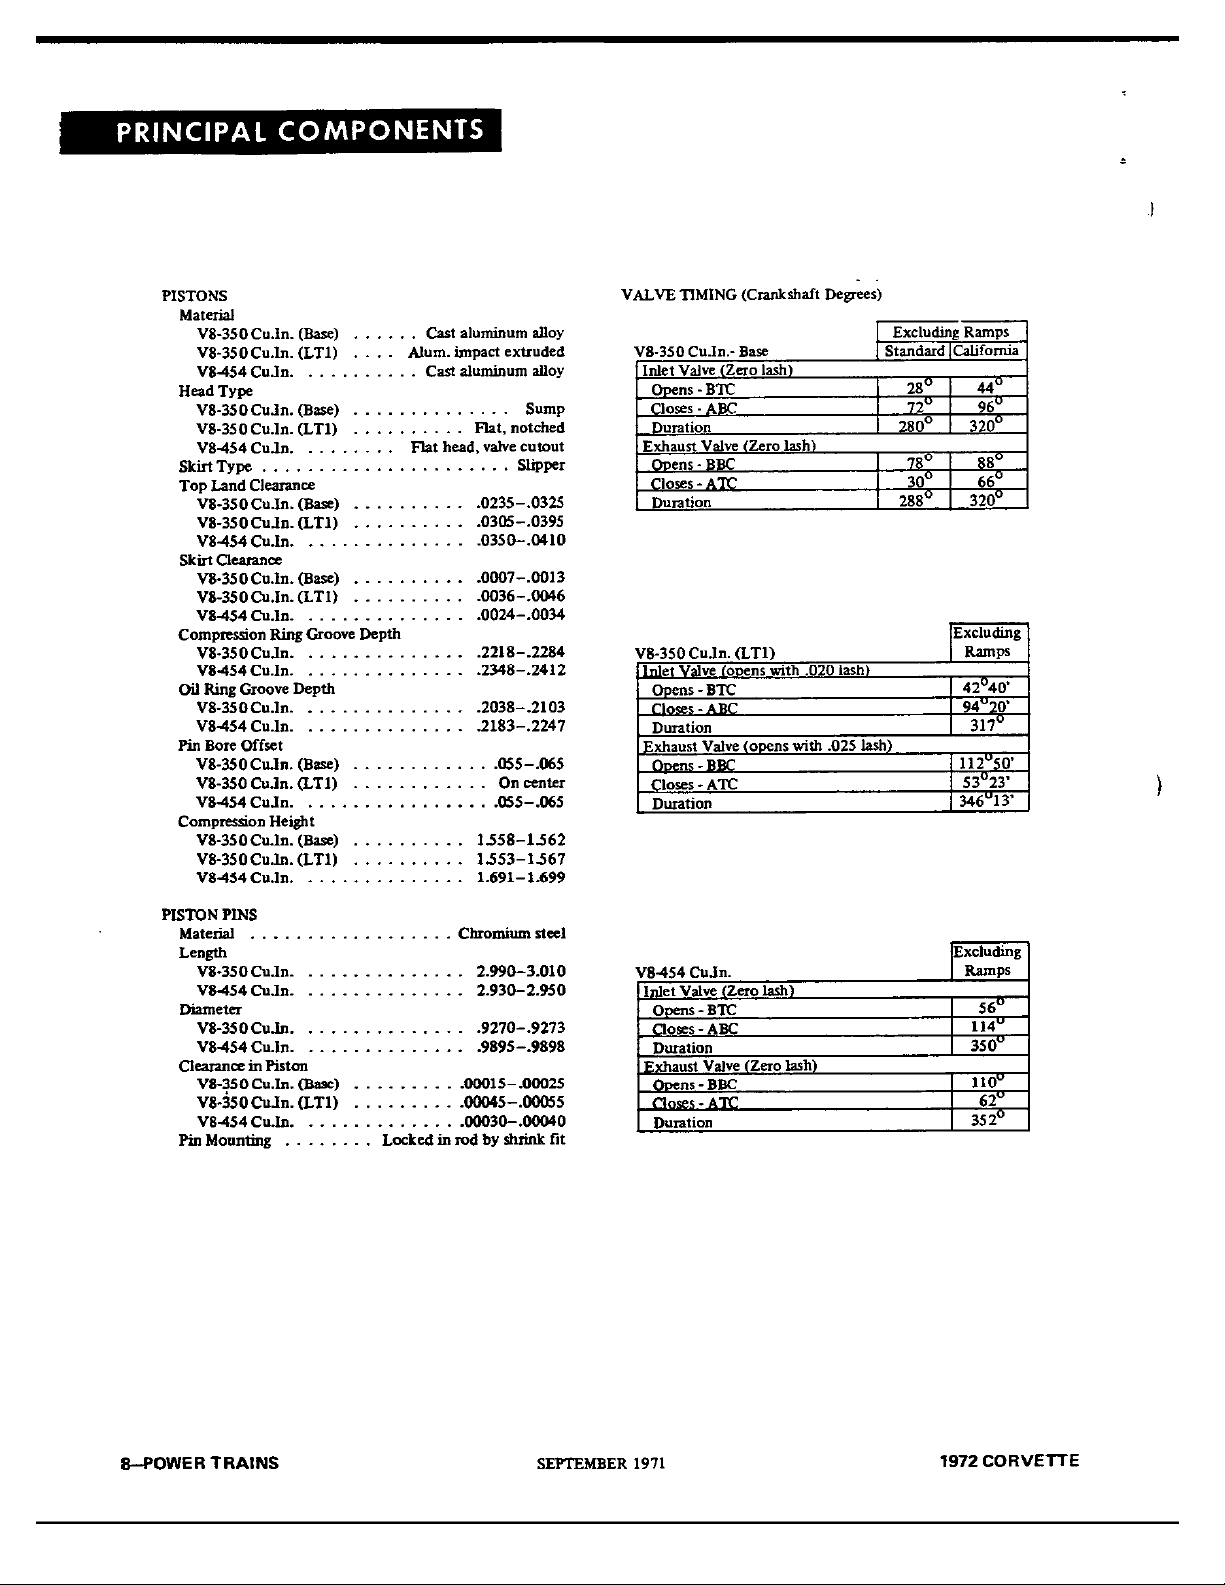 PRINCIPAL COMPONENTS
PISTONS
Material
V8-350 Cu.In. (Base) . . . . . . Cast aluminum alloy
V8-350 Cu.In. (LT1) . . . . Alum. impact extruded
V8-454 Cu.In. . . . . . . . . . . Cast aluminum alloy
Head Type
V8-350 Cu.In. (Base) . . . . . . . . . . . . . . Sump
V8-350 Cu.In. (LT1) . . . . . . . . . . Flat, notched
V8-454 Cu.In. . . . . . . . . Flat head, valve cutout
Skirt Type . . . . . . . . . . . . . . . . . . . . . . Slipper
Top Land Clearance
V8-350 Cu.In. (Base) . . . . . . . . . . .0235-.0325
V8-350 Cu.In. (LT1) . . . . . . . . . . .0305-.0395
V8-454 Cu.In. . . . . . . . . . . . . . . .0350-.0410
Skirt Clearance
V8-350 Cu.In. (Base) . . . . . . . . . . .0007-.0013
V8-350 Cu.In. (LT1) . . . . . . . . . . .0036-.0046
V8-454 Cu.In. . . . . . . . . . . . . . . .0024-.0034
Compression Ring Groove Depth
V8-350 Cu.In. . . . . . . . . . . . . . . .2218-.2284
V8-454 Cu.In. . . . . . . . . . . . . . . .2348-.2412
Oil Ring Groove Depth
V8-350 Cu.In. . . . . . . . . . . . . . . .2038-.2103
V8-454 Cu.In. . . . . . . . . . . . . . . .2183-.2247
Pin Bore Offset
V8-350 Cu.In. (Base) . . . . . . . . . . . . .055-.065
V8-350 Cu.In. (LT1) . . . . . . . . . . . . On center
V8-454 Cu.In. . . . . . . . . . . . . . . . . .055-.065
Compression Height
V8-350 Cu.In. (Base) . . . . . . . . . . 1.558-1.562
V8-350 Cu.In. (LT1) . . . . . . . . . . 1.553-1.567
V8-454 Cu.In. . . . . . . . . . . . . . . 1.691-1.699
PISTON PINS
Material . . . . . . . . . . . . . . . . . . Chromium steel
Length
V8-350 Cu.In. . . . . . . . . . . . . . . 2.990-3.010
V8-454 Cu.In. . . . . . . . . . . . . . . 2.930-2.950
Diameter
V8-350 Cu.In. . . . . . . . . . . . . . . .9270-.9273
V8-454 Cu.In. . . . . . . . . . . . . . . .9895-.9898
Clearance in Piston
V8-350 Cu.In. (Base) . . . . . . . . . .00015-.00025
V8-350 Cu.In. (LT1) . . . . . . . . . .00045-.00055
V8-454 Cu.In. . . . . . . . . . . . . . .00030-.00040
Pin Mounting . . . . . . . . Locked in rod by shrink fit
VALVE TIMING (Crankshaft Degrees)
Excluding Ramps
V8-350 Cu.In.- Base Standard California
Inlet Valve (Zero lash)
Opens - BTC 28° 44°
Closes - ABC 72° 96°
Duration 280° 320°
Exhaust Valve (Zero lash)
Opens - BBC 78° 88°
Closes - ATC 30° 66°
Duration 288° 320°
Excluding
V8-350 Cu.In. (LT1) Ramps
Inlet Valve (opens with .020 lash)
Opens - BTC 42°40'
Closes - ABC 94°20'
Duration 317°
Exhaust Valve (opens with .025 lash)
Opens - BBC 112°50'
Closes - ATC 53°23'
Duration 346°13'
Excluding
V8-454 Cu.In. Ramps
Inlet Valve (Zero lash)
Opens - BTC 56°
Closes - ABC 114°
Duration 350°
Exhaust Valve (Zero lash)
Opens - BBC 110°
Closes - ATC 62°
Duration 352°
8—POWER TRAINS SEPTEMBER 1971 1972 CORVETTE